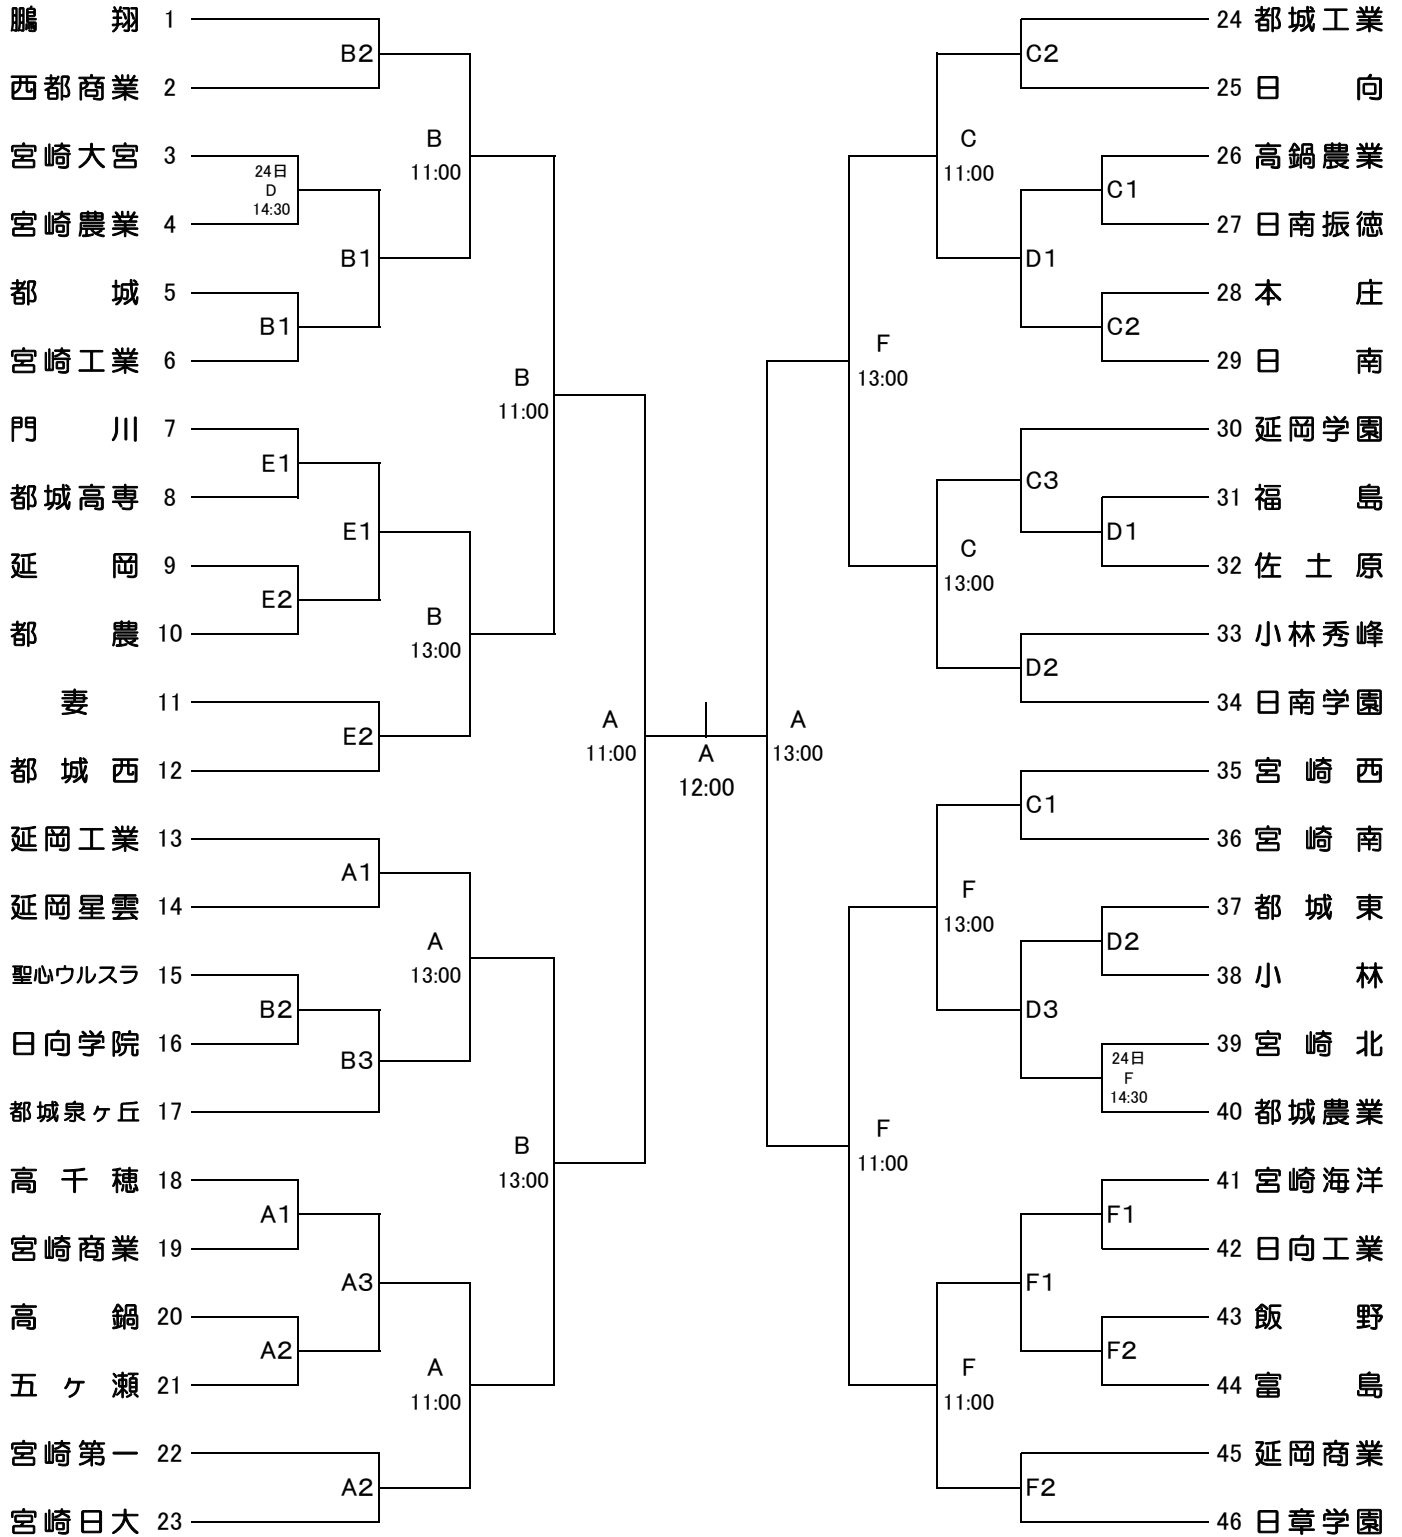 鵬翔 1
B2
西都商業 2
B
11:00
宮崎大宮 3
24日
D
14:30
宮崎農業 4
B1
都城 5
B1
宮崎工業 6
B
11:00
門川 7
E1
都城高専 8
E1
延岡 9
E2
都農 10
B
13:00
妻 11
E2
都城西 12
A
11:00
延岡工業 13
A1
延岡星雲 14
A
13:00
聖心ウルスラ 15
B2
日向学院 16
B3
都城泉ヶ丘 17
B
13:00
高千穂 18
A1
宮崎商業 19
A3
高鍋 20
A2
五ヶ瀬 21
A
11:00
宮崎第一 22
A2
宮崎日大 23
A
12:00
24 都城工業
C2
25 日向
C
11:00
26 高鍋農業
C1
27 日南振徳
D1
28 本庄
C2
29 日南
F
13:00
30 延岡学園
C3
31 福島
D1
32 佐土原
C
13:00
33 小林秀峰
D2
34 日南学園
A
13:00
35 宮崎西
C1
36 宮崎南
F
13:00
37 都城東
D2
38 小林
D3
39 宮崎北
24日
F
14:30
40 都城農業
F
11:00
41 宮崎海洋
F1
42 日向工業
F1
43 飯野
F2
44 富島
F
11:00
45 延岡商業
F2
46 日章学園